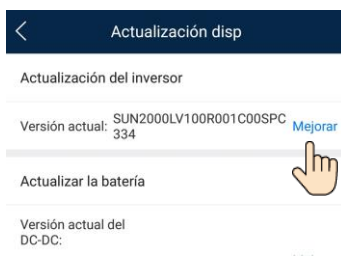 Actualización disp
Actualización del inversor
Versión actual: SUN2000LV100R001C00SPC
334
Mejorar
Actualizar la batería
Versión actual del
DC-DC: